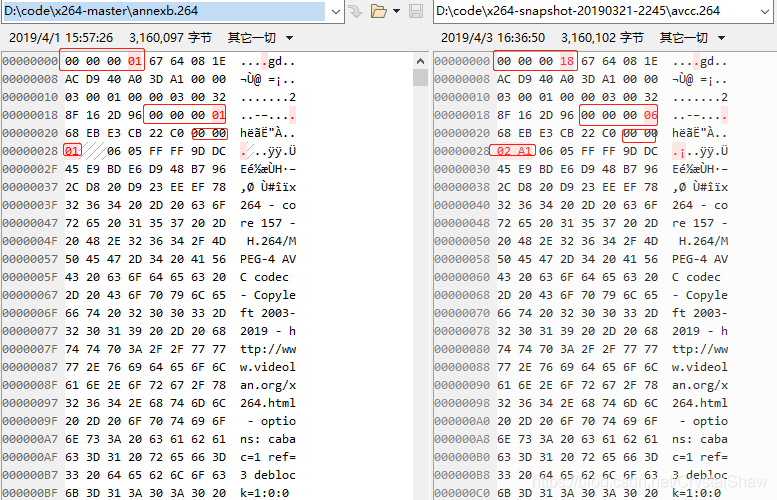 D:\code\x264-master\annexb.264
2019/4/1 15:57:26 3,160,097 字节 其它一切
00000000 00 00 00 01 67 64 08 1E ....gd..
00000008 AC D9 40 A0 3D A1 00 00 ¬Ù@ =¡..
00000010 03 00 01 00 00 03 00 32 .......2
00000018 8F 16 2D 96 00 00 00 01 ..-–....
00000020 68 EB E3 CB 22 C0 00 00 hëãË"À..
00000028 01 06 05 FF FF 9D DC ...ÿÿ.Ü
0000002F 45 E9 BD E6 D9 48 B7 96 Eé½æÙH·–
00000037 2C D8 20 D9 23 EE EF 78 ,Ø Ù#îïx
0000003F 32 36 34 20 2D 20 63 6F 264 - co
00000047 72 65 20 31 35 37 20 2D re 157 -
0000004F 20 48 2E 32 36 34 2F 4D H.264/M
00000057 50 45 47 2D 34 20 41 56 PEG-4 AV
0000005F 43 20 63 6F 64 65 63 20 C codec
00000067 2D 20 43 6F 70 79 6C 65 - Copyle
0000006F 66 74 20 32 30 30 33 2D ft 2003-
00000077 32 30 31 39 20 2D 20 68 2019 - h
0000007F 74 74 70 3A 2F 2F 77 77 ttp://ww
00000087 77 2E 76 69 64 65 6F 6C w.videol
0000008F 61 6E 2E 6F 72 67 2F 78 an.org/x
00000097 32 36 34 2E 68 74 6D 6C 264.html
0000009F 20 2D 20 6F 70 74 69 6F - optio
000000A7 6E 73 3A 20 63 61 62 61 ns: caba
000000AF 63 3D 31 20 72 65 66 3D c=1 ref=
000000B7 33 20 64 65 62 6C 6F 63 3 debloc
000000BF 6B 3D 31 3A 30 3A 30 20 k=1:0:0
D:\code\x264-snapshot-20190321-2245\avcc.264
2019/4/3 16:36:50 3,160,102 字节 其它一切
00000000 00 00 00 18 67 64 08 1E ....gd..
00000008 AC D9 40 A0 3D A1 00 00 ¬Ù@ =¡..
00000010 03 00 01 00 00 03 00 32 .......2
00000018 8F 16 2D 96 00 00 00 06 ..-–....
00000020 68 EB E3 CB 22 C0 00 00 hëãË"À..
00000028 02 A1 06 05 FF FF 9D DC .¡..ÿÿ.Ü
00000030 45 E9 BD E6 D9 48 B7 96 Eé½æÙH·–
00000038 2C D8 20 D9 23 EE EF 78 ,Ø Ù#îïx
00000040 32 36 34 20 2D 20 63 6F 264 - co
00000048 72 65 20 31 35 37 20 2D re 157 -
00000050 20 48 2E 32 36 34 2F 4D H.264/M
00000058 50 45 47 2D 34 20 41 56 PEG-4 AV
00000060 43 20 63 6F 64 65 63 20 C codec
00000068 2D 20 43 6F 70 79 6C 65 - Copyle
00000070 66 74 20 32 30 30 33 2D ft 2003-
00000078 32 30 31 39 20 2D 20 68 2019 - h
00000080 74 74 70 3A 2F 2F 77 77 ttp://ww
00000088 77 2E 76 69 64 65 6F 6C w.videol
00000090 61 6E 2E 6F 72 67 2F 78 an.org/x
00000098 32 36 34 2E 68 74 6D 6C 264.html
000000A0 20 2D 20 6F 70 74 69 6F - optio
000000A8 6E 73 3A 20 63 61 62 61 ns: caba
000000B0 63 3D 31 20 72 65 66 3D c=1 ref=
000000B8 33 20 64 65 62 6C 6F 63 3 debloc
000000C0 6B 3D 31 3A 30 3A 30 20 k=1:0:0
https://blog.csdn.net/CrystalShaw